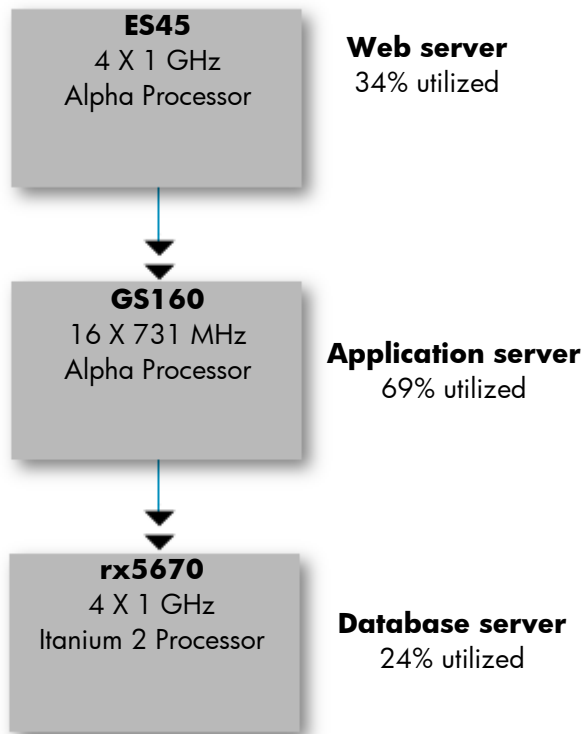 ES45
4 X 1 GHz
Alpha Processor
Web server
34% utilized
GS160
16 X 731 MHz
Alpha Processor
Application server
69% utilized
rx5670
4 X 1 GHz
Itanium 2 Processor
Database server
24% utilized